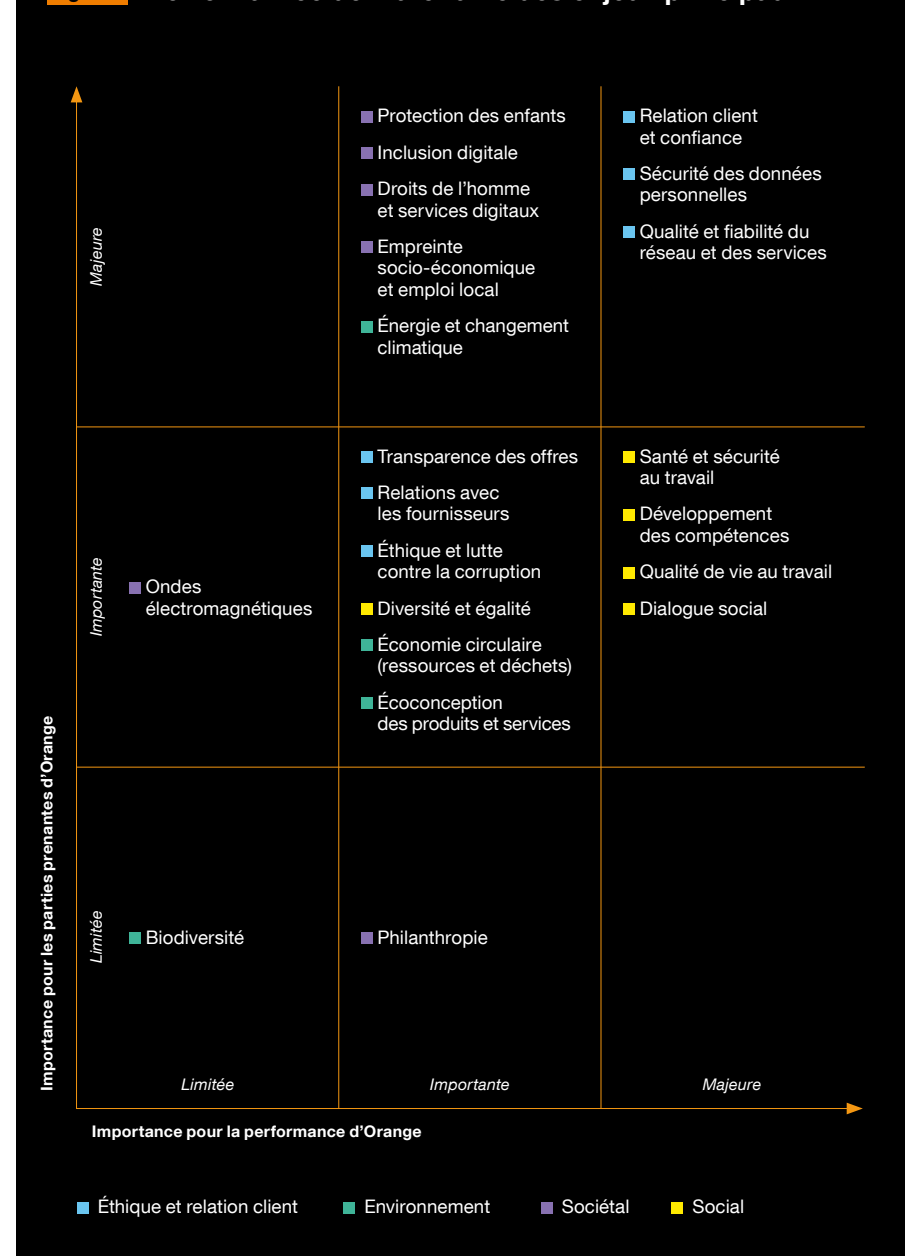 Majeure
Protection des enfants
Inclusion digitale
Droits de l’homme
et services digitaux
Empreinte
socio-économique
et emploi local
Énergie et changement
climatique
Relation client
et confiance
Sécurité des données
personnelles
Qualité et fiabilité du
réseau et des services
Importante
Ondes
électromagnétiques
Transparence des offres
Relations avec
les fournisseurs
Éthique et lutte
contre la corruption
Diversité et égalité
Économie circulaire
(ressources et déchets)
Écoconception
des produits et services
Santé et sécurité
au travail
Développement
des compétences
Qualité de vie au travail
Dialogue social
Importance pour les parties prenantes d’Orange
Limitée
Biodiversité
Philanthropie
Limitée
Importante
Majeure
Importance pour la performance d’Orange
Éthique et relation client
Environnement
Sociétal
Social